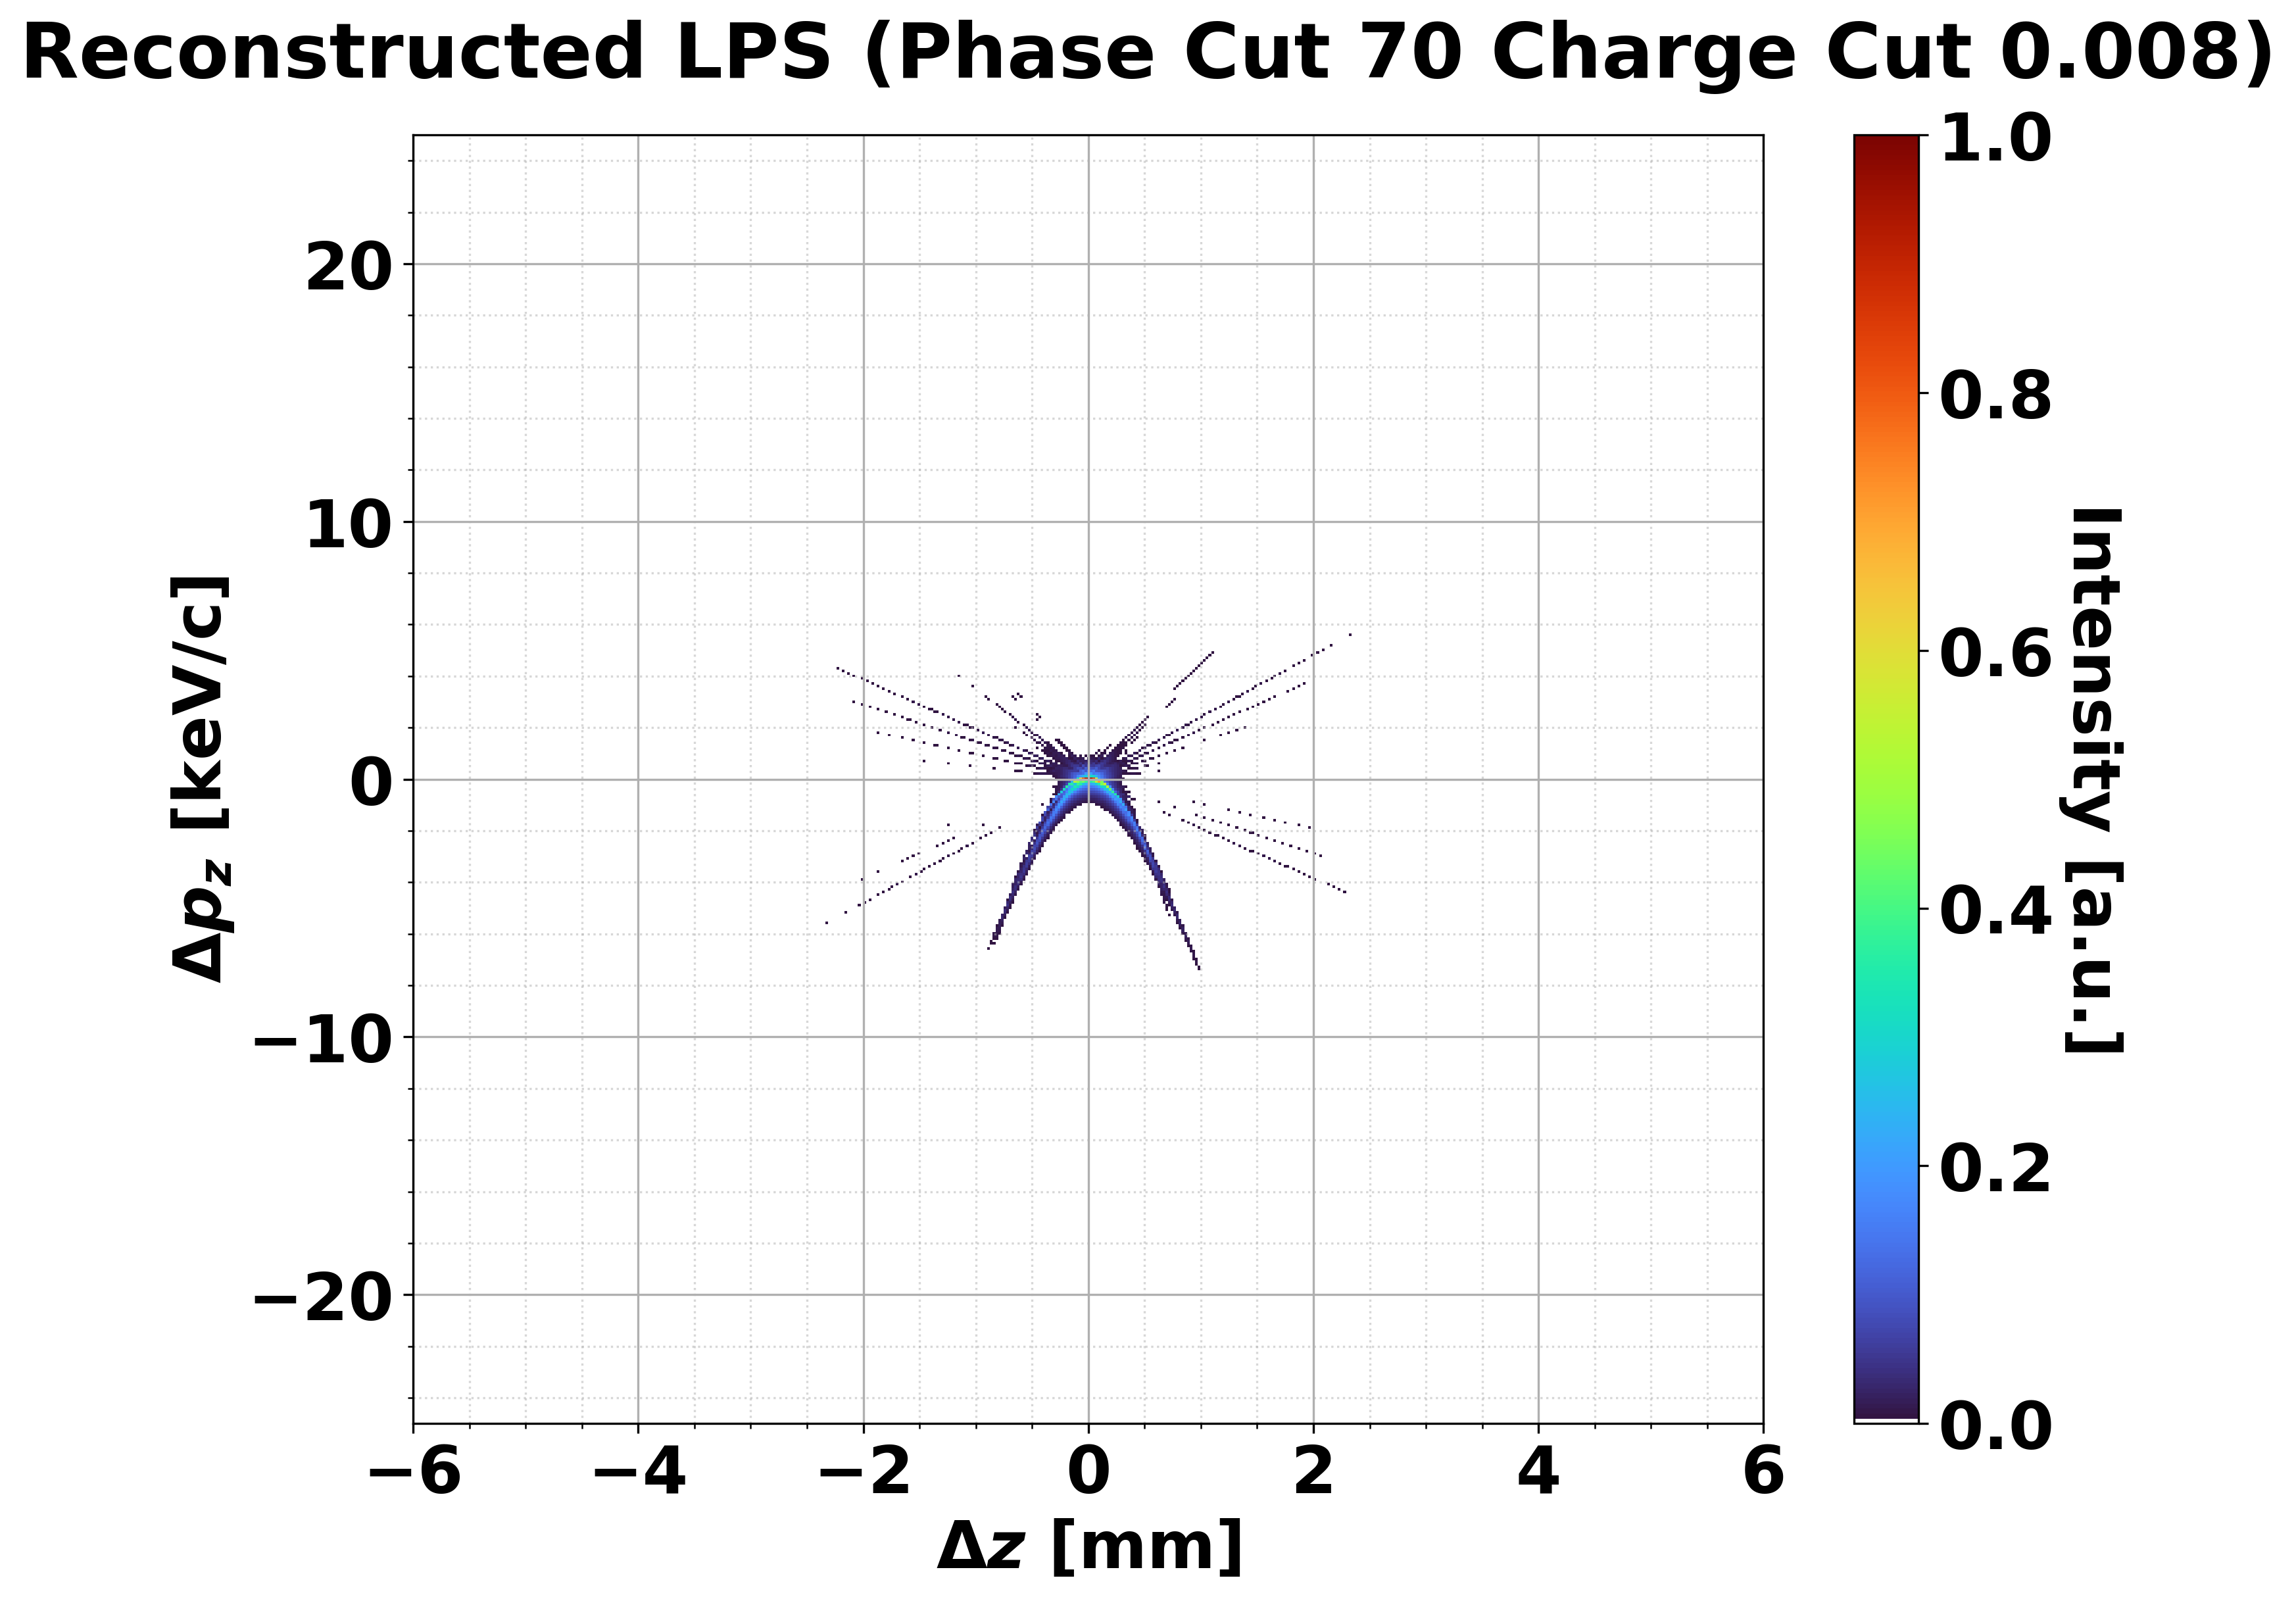 Reconstructed LPS (Phase Cut 70 Charge Cut 0.008)
1.0
0.8
0.6
0.4
0.2
0.0
Intensity [a.u.]
20
10
0
−10
−20
Δp_z [keV/c]
−6 −4 −2 0 2 4 6
Δz [mm]